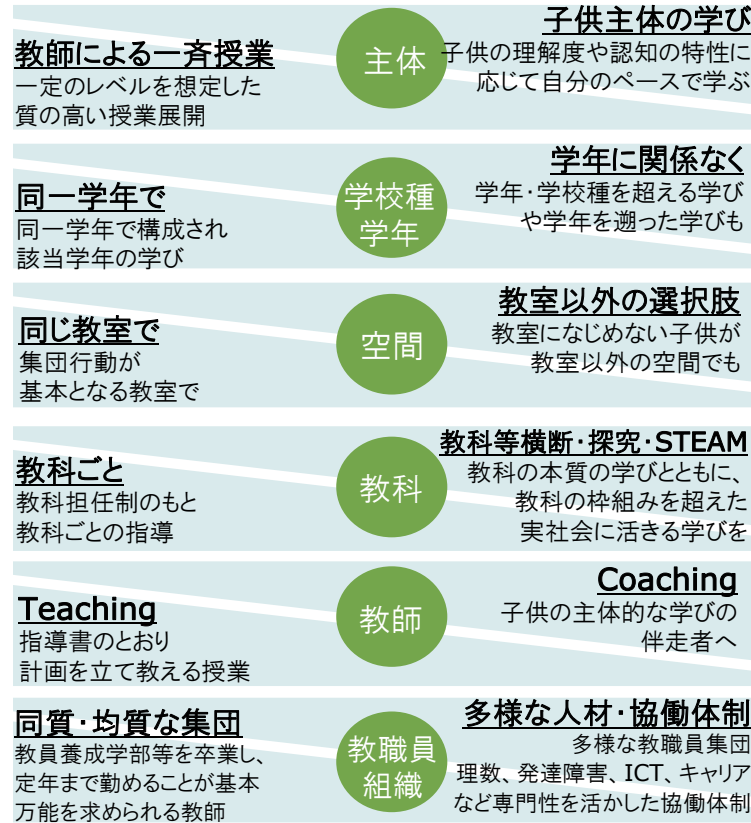 教師による一斉授業
一定のレベルを想定した
質の高い授業展開
主体
子供主体の学び
子供の理解度や認知の特性に
応じて自分のペースで学ぶ
同一学年で
同一学年で構成され
該当学年の学び
学校種
学年
学年に関係なく
学年・学校種を超える学び
や学年を遡った学びも
同じ教室で
集団行動が
基本となる教室で
空間
教室以外の選択肢
教室になじめない子供が
教室以外の空間でも
教科ごと
教科担任制のもと
教科ごとの指導
教科
教科等横断・探究・STEAM
教科の本質の学びとともに、
教科の枠組みを超えた
実社会に活きる学びを
Teaching
指導書のとおり
計画を立て教える授業
教師
Coaching
子供の主体的な学びの
伴走者へ
同質・均質な集団
教員養成学部等を卒業し、
定年まで勤めることが基本
万能を求められる教師
教職員
組織
多様な人材・協働体制
多様な教職員集団
理数、発達障害、ICT、キャリア
など専門性を活かした協働体制